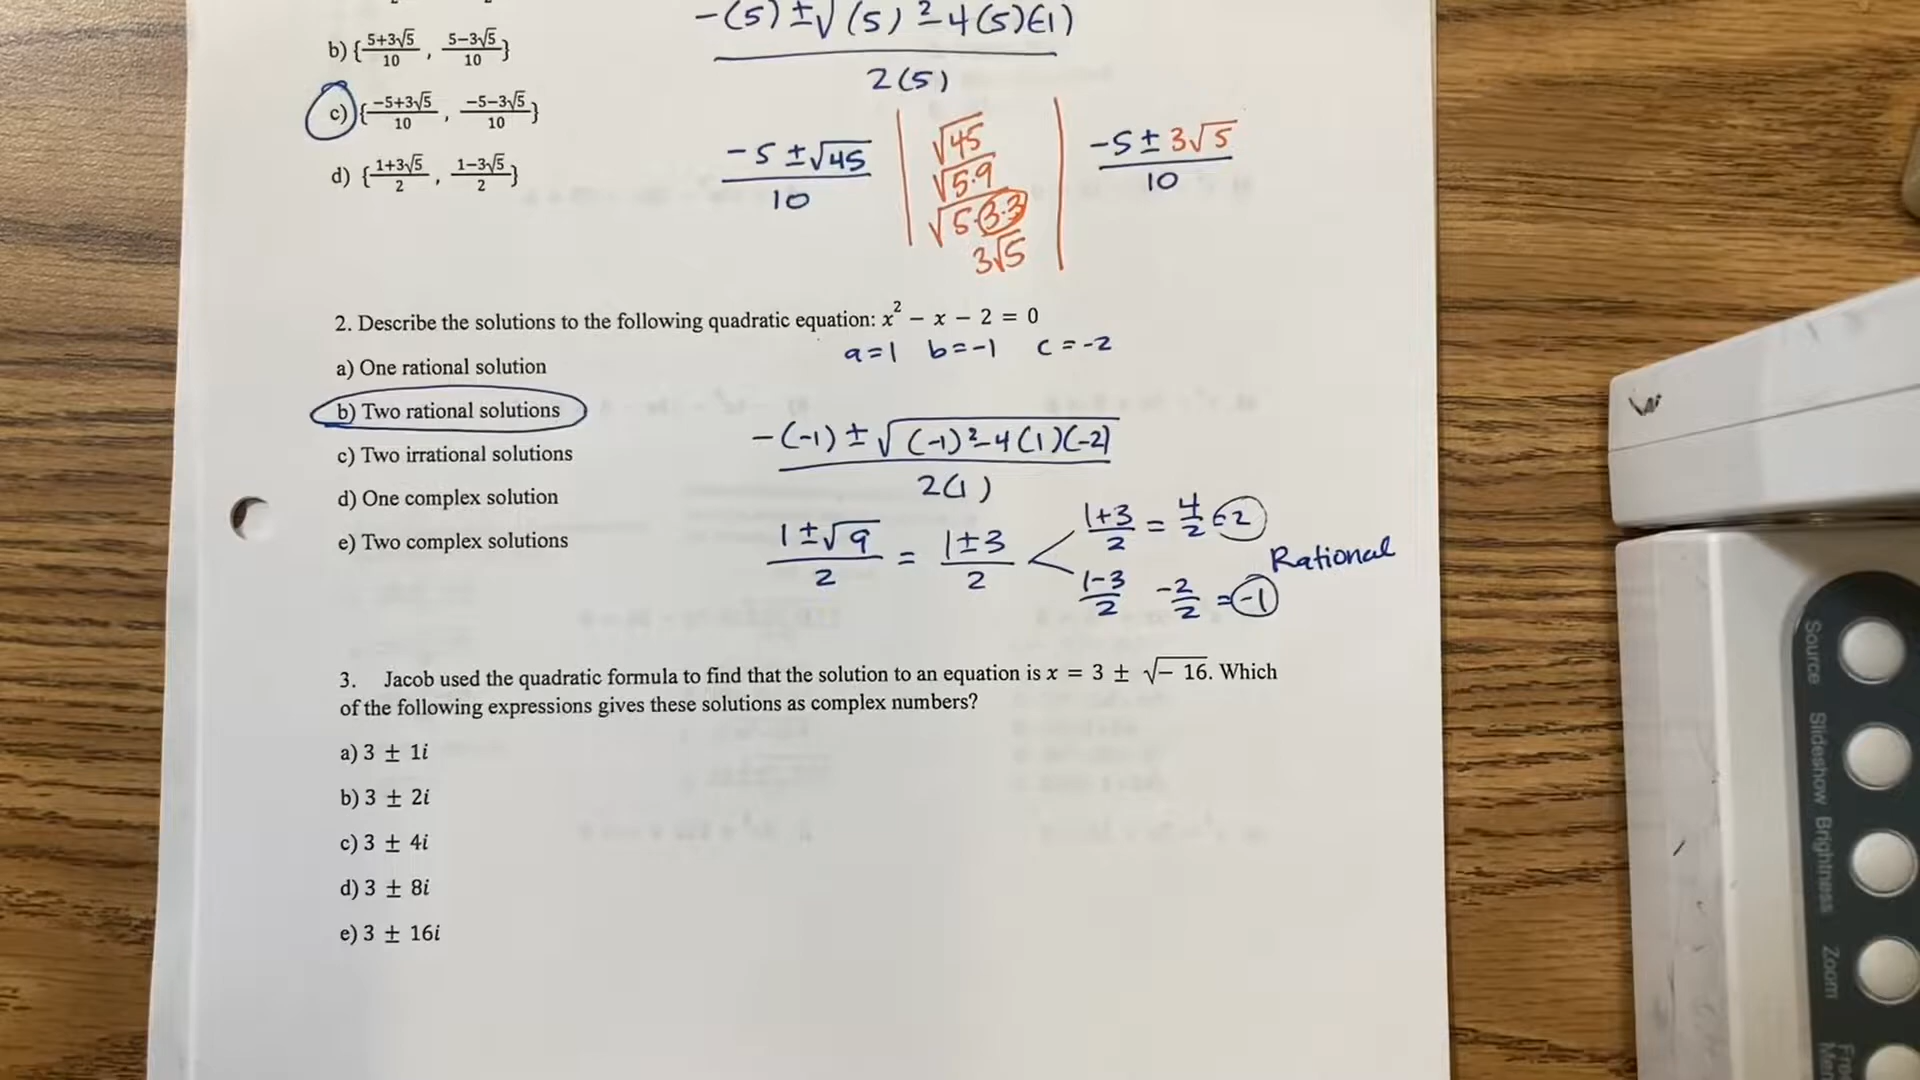 -(5) ±√(5)²-4(5)(-1)
2(5)
b) {5+3√5/10, 5−3√5/10}
c) {−5+3√5/10, −5−3√5/10}
d) {1+3√5/2, 1−3√5/2}
-5 ±√45 / 10
√45
√5·9
√5·3·3
3√5
-5 ± 3√5 / 10
2. Describe the solutions to the following quadratic equation: x² − x − 2 = 0
a=1 b=-1 c=-2
a) One rational solution
b) Two rational solutions
c) Two irrational solutions
d) One complex solution
e) Two complex solutions
-(-1) ± √(-1)²-4(1)(-2)
2(1)
1±√9 / 2 = 1±3 / 2
1+3/2 = 4/2 = 2
1-3/2 -2/2 = -1
Rational
3. Jacob used the quadratic formula to find that the solution to an equation is x = 3 ± √− 16. Which
of the following expressions gives these solutions as complex numbers?
a) 3 ± 1i
b) 3 ± 2i
c) 3 ± 4i
d) 3 ± 8i
e) 3 ± 16i
Source
Slideshow
Brightness
Zoom